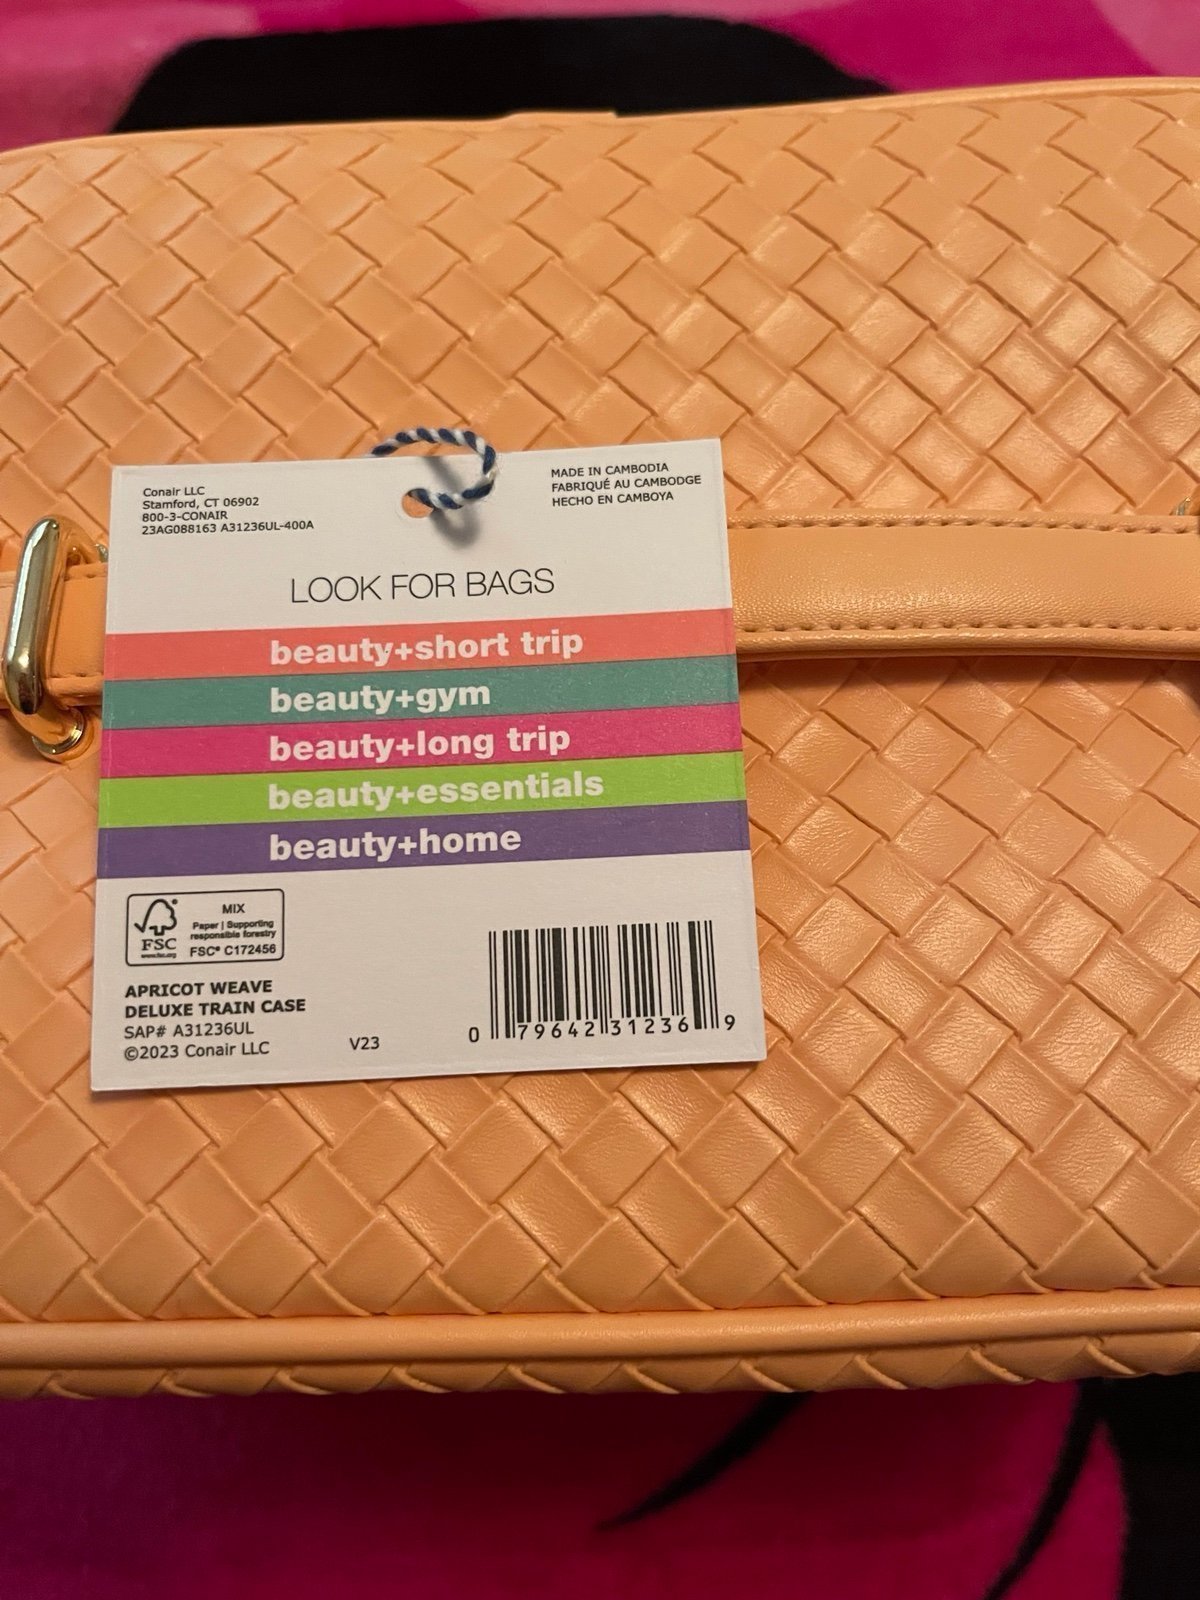 Conair LLC
Stamford, CT 06902
800-3-CONAIR
23AG088163 A31236UL-400A
MADE IN CAMBODIA
FABRIQUÉ AU CAMBODGE
HECHO EN CAMBOYA
LOOK FOR BAGS
beauty+short trip
beauty+gym
beauty+long trip
beauty+essentials
beauty+home
FSC
www.fsc.org
MIX
Paper | Supporting
responsible forestry
FSC® C172456
APRICOT WEAVE
DELUXE TRAIN CASE
SAP# A31236UL
©2023 Conair LLC
V23
0 79642 31236 9